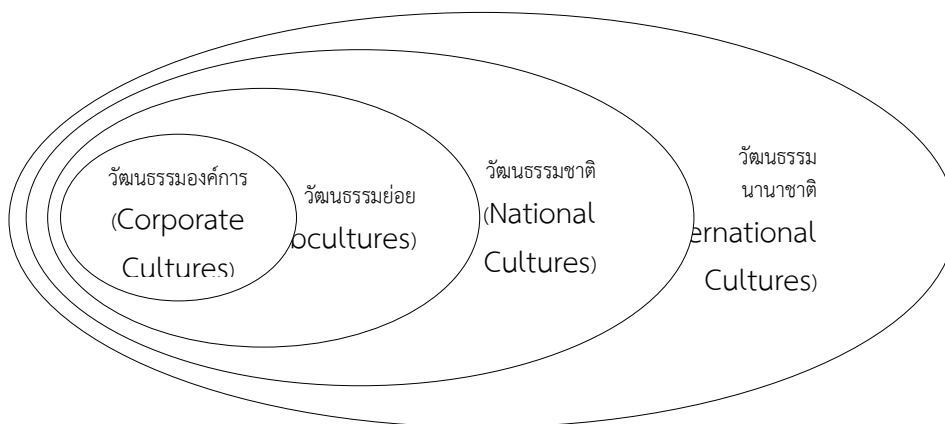 วัฒนธรรมองค์การ
(Corporate
Cultures)
วัฒนธรรมย่อย
ocultures)
วัฒนธรรมชาติ
(National
Cultures)
วัฒนธรรม
นานาชาติ
ernational
Cultures)